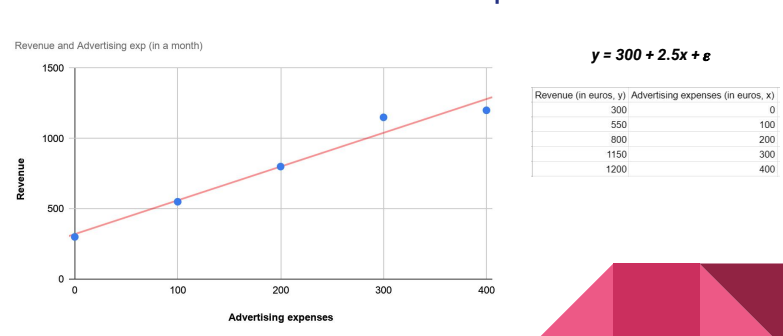 Revenue and Advertising exp (in a month)
1500
1000
500
0
Revenue
0 100 200 300 400
Advertising expenses
y = 300 + 2.5x + ε
Revenue (in euros, y) Advertising expenses (in euros, x)
300 0
550 100
800 200
1150 300
1200 400